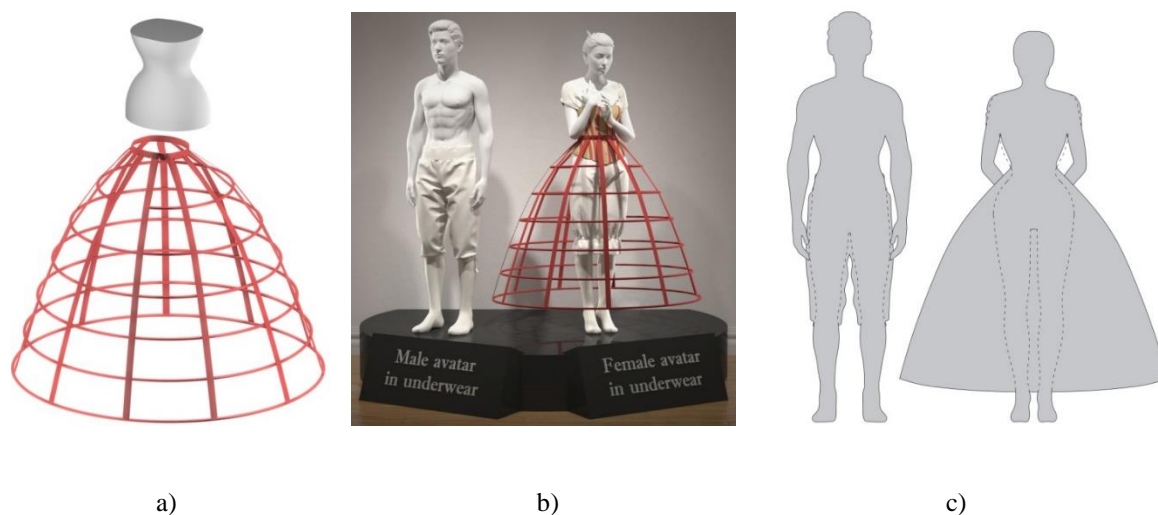 Male avatar
in underwear
Female avatar
in underwear
a)
b)
c)